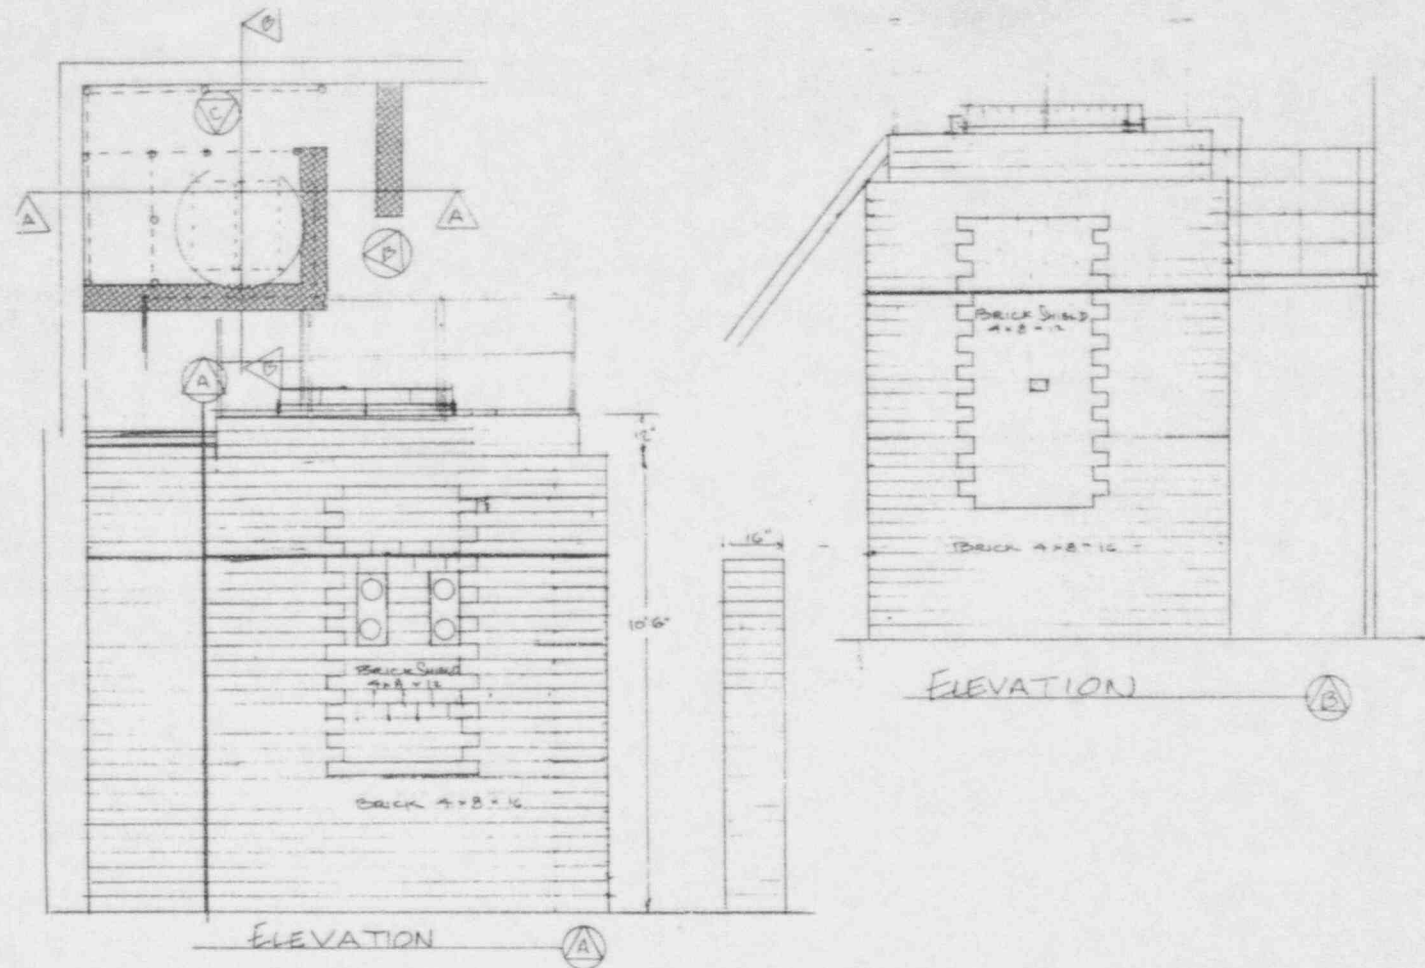 B
C
A
A
B
B
A
12"
BRICK SHIELD
4x8x12
10'6"
BRICK 4x8x16
ELEVATION
A
16"
BRICK SHIELD
4x8x12
BRICK 4x8x16
ELEVATION
B